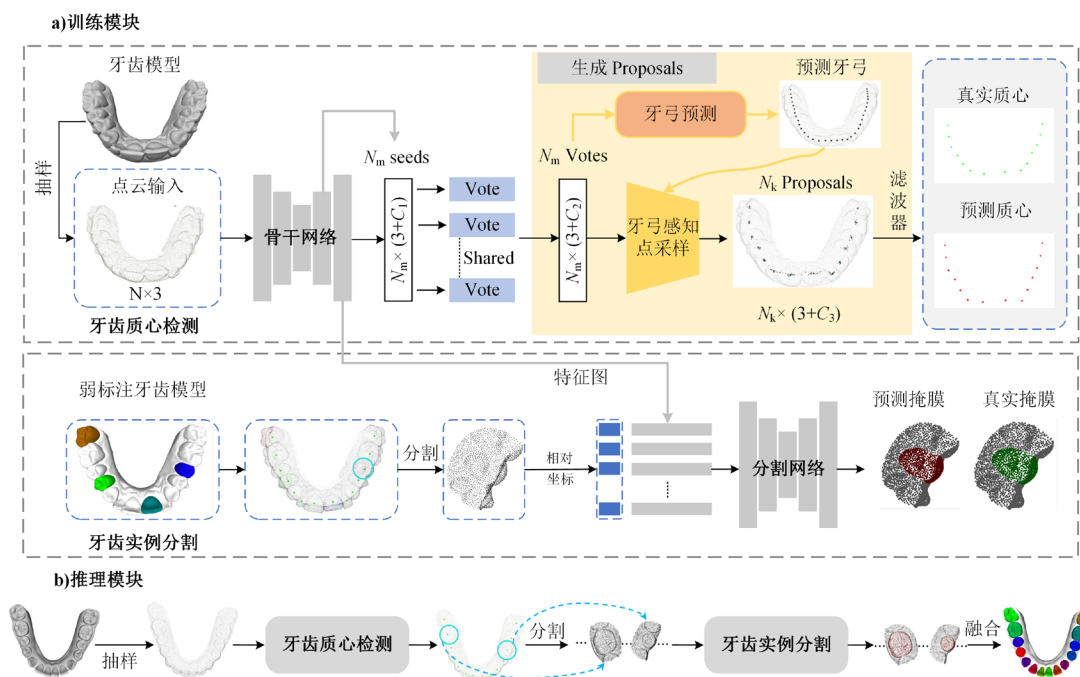 a)训练模块
牙齿模型
抽样
点云输入
N×3
牙齿质心检测
骨干网络
Nm seeds
Nm× (3+C1)
Vote
Vote
Shared
Vote
生成 Proposals
牙弓预测
预测牙弓
Nm Votes
Nm× (3+C2)
牙弓感知
点采样
Nk Proposals
Nk× (3+C3)
滤
波
器
真实质心
预测质心
弱标注牙齿模型
分割
相对
坐标
特征图
分割网络
预测掩膜
真实掩膜
牙齿实例分割
b)推理模块
抽样
牙齿质心检测
分割
牙齿实例分割
融合